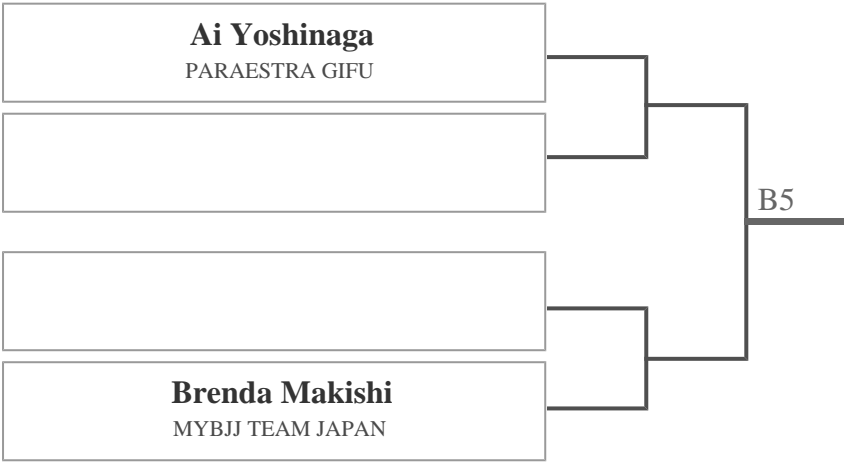 Ai Yoshinaga
PARAESTRA GIFU
B5
Brenda Makishi
MYBJJ TEAM JAPAN